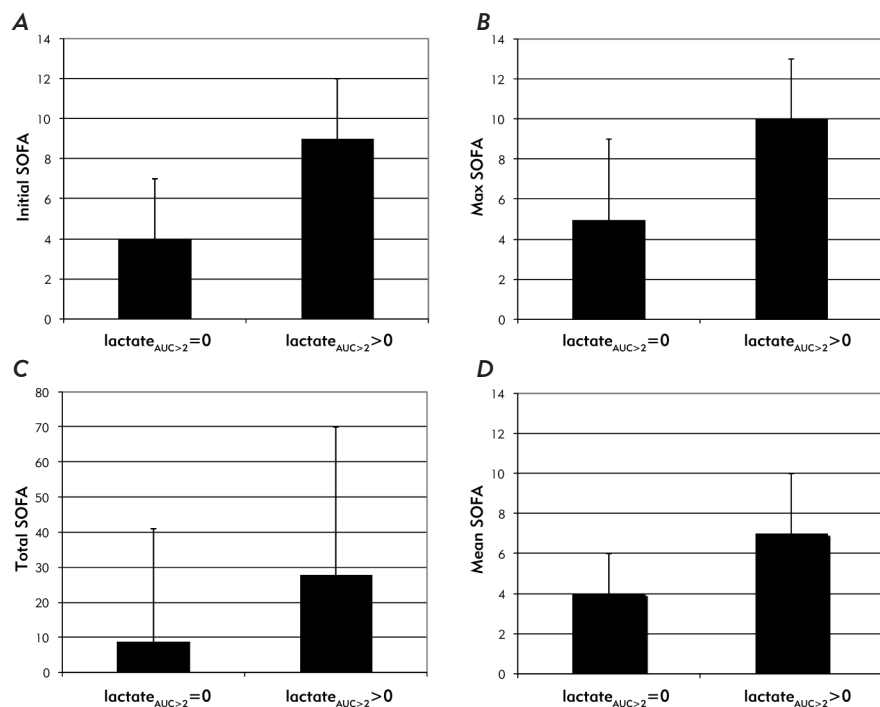 A
14
12
10
8
6
4
2
0
Initial SOFA
lactateAUC>2=0
lactateAUC>2>0
B
14
12
10
8
6
4
2
0
Max SOFA
lactateAUC>2=0
lactateAUC>2>0
C
80
70
60
50
40
30
20
10
0
Total SOFA
lactateAUC>2=0
lactateAUC>2>0
D
14
12
10
8
6
4
2
0
Mean SOFA
lactateAUC>2=0
lactateAUC>2>0